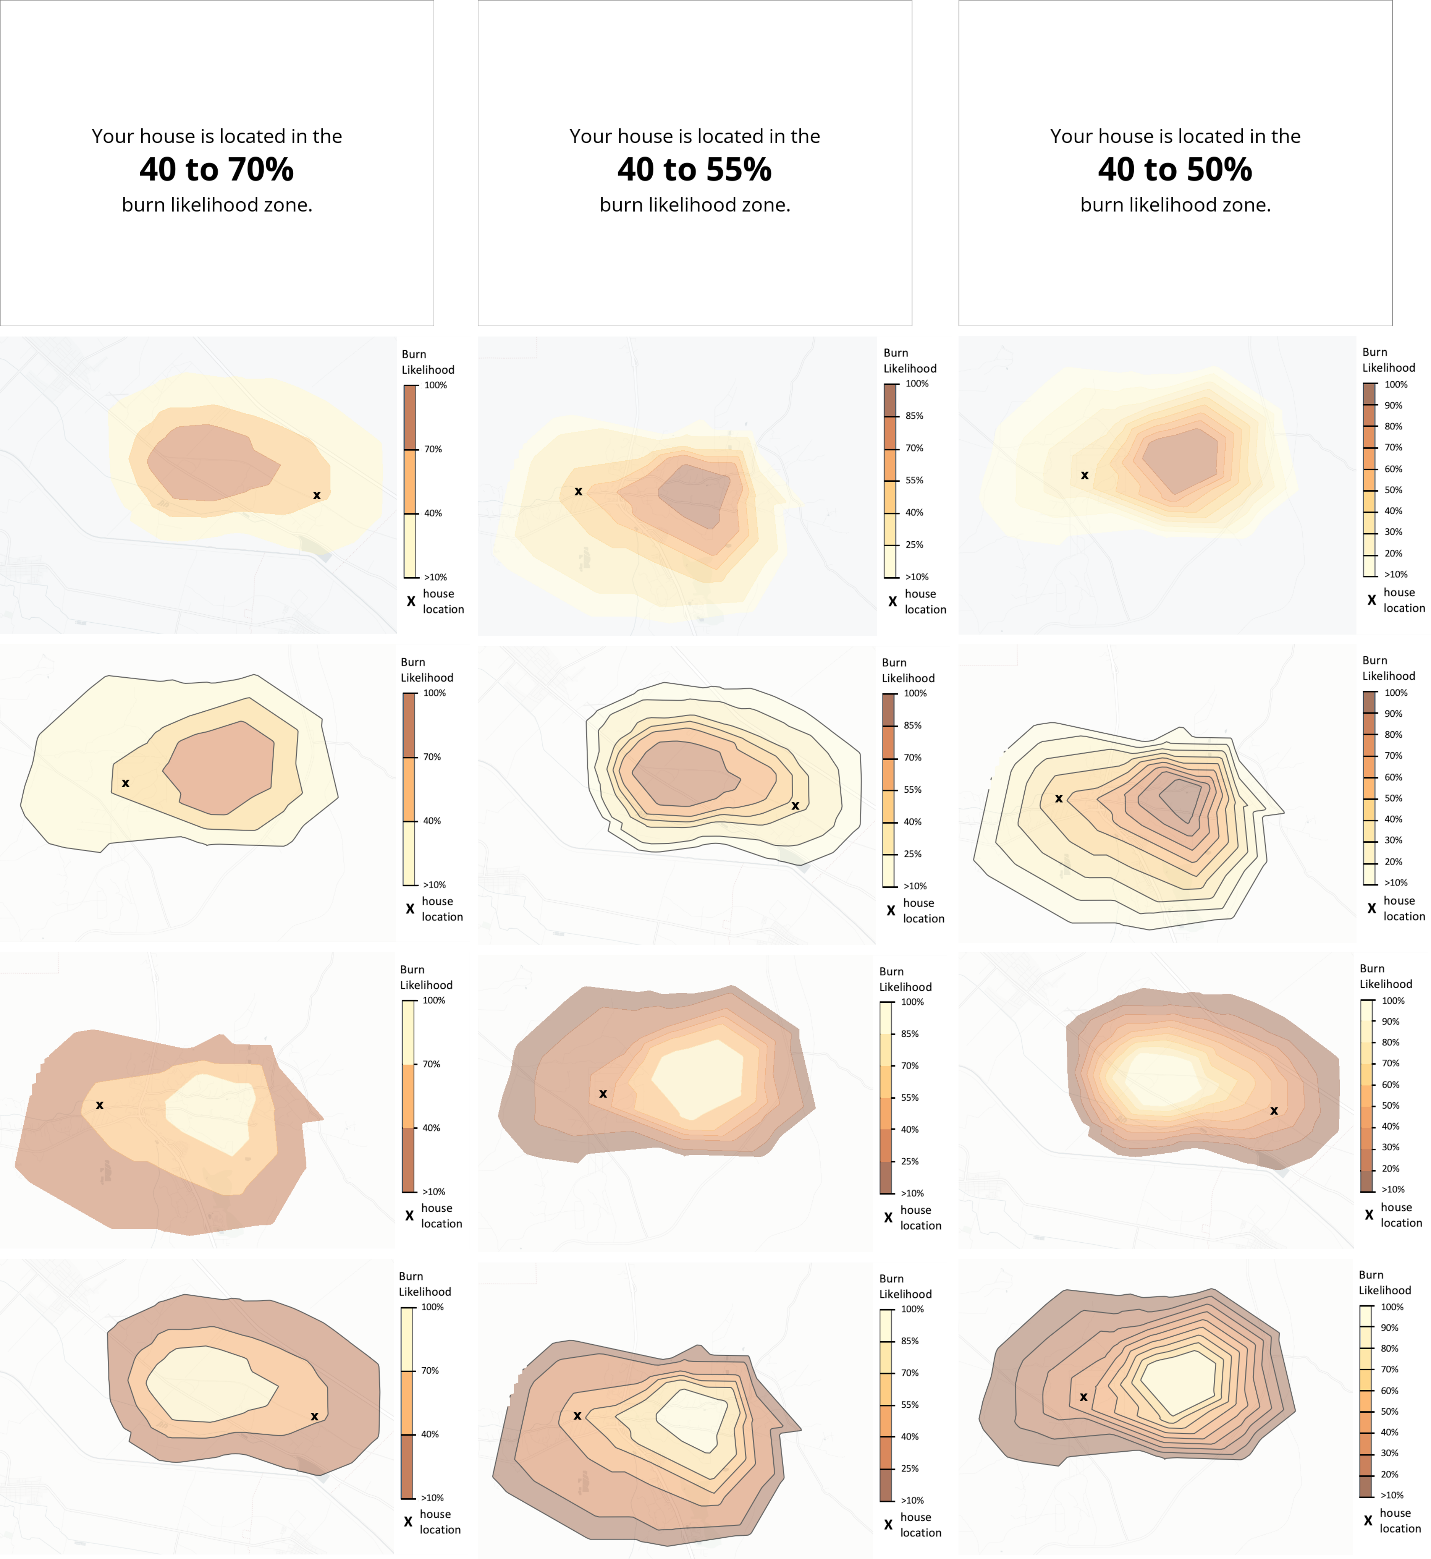 Your house is located in the
40 to 70%
burn likelihood zone.
Your house is located in the
40 to 55%
burn likelihood zone.
Your house is located in the
40 to 50%
burn likelihood zone.
Burn
Likelihood
100%
70%
40%
>10%
X house
location
x
Burn
Likelihood
100%
85%
70%
55%
40%
25%
>10%
X house
location
x
Burn
Likelihood
100%
90%
80%
70%
60%
50%
40%
30%
20%
>10%
X house
location
x
Burn
Likelihood
100%
70%
40%
>10%
X house
location
x
Burn
Likelihood
100%
85%
70%
55%
40%
25%
>10%
X house
location
x
Burn
Likelihood
100%
90%
80%
70%
60%
50%
40%
30%
20%
>10%
X house
location
x
Burn
Likelihood
100%
70%
40%
>10%
X house
location
x
Burn
Likelihood
100%
85%
70%
55%
40%
25%
>10%
X house
location
x
Burn
Likelihood
100%
90%
80%
70%
60%
50%
40%
30%
20%
>10%
X house
location
x
Burn
Likelihood
100%
70%
40%
>10%
X house
location
x
Burn
Likelihood
100%
85%
70%
55%
40%
25%
>10%
X house
location
x
Burn
Likelihood
100%
90%
80%
70%
60%
50%
40%
30%
20%
>10%
X house
location
x